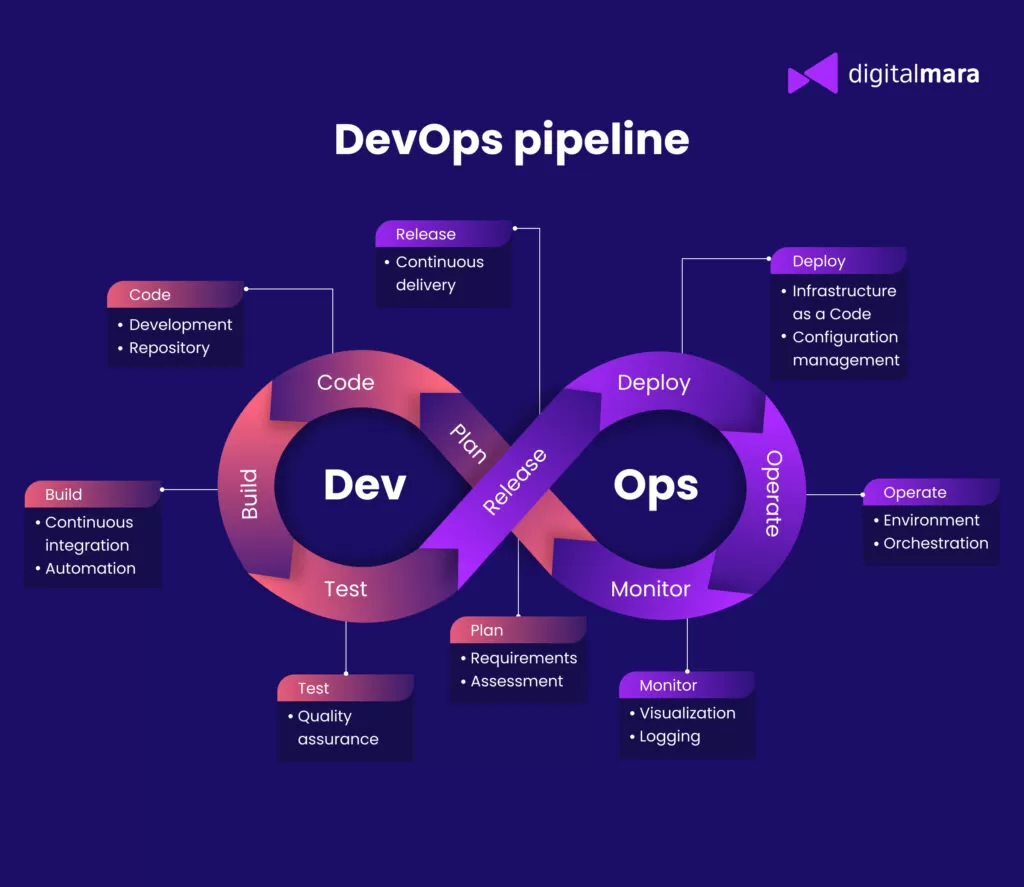 digitalmara
DevOps pipeline
Release
• Continuous
delivery
Deploy
• Infrastructure
as a Code
• Configuration
management
Code
• Development
• Repository
Code
Deploy
Plan
Release
Build
Dev
Ops
Operate
Build
• Continuous
integration
• Automation
Operate
• Environment
• Orchestration
Test
Monitor
Plan
• Requirements
• Assessment
Test
• Quality
assurance
Monitor
• Visualization
• Logging